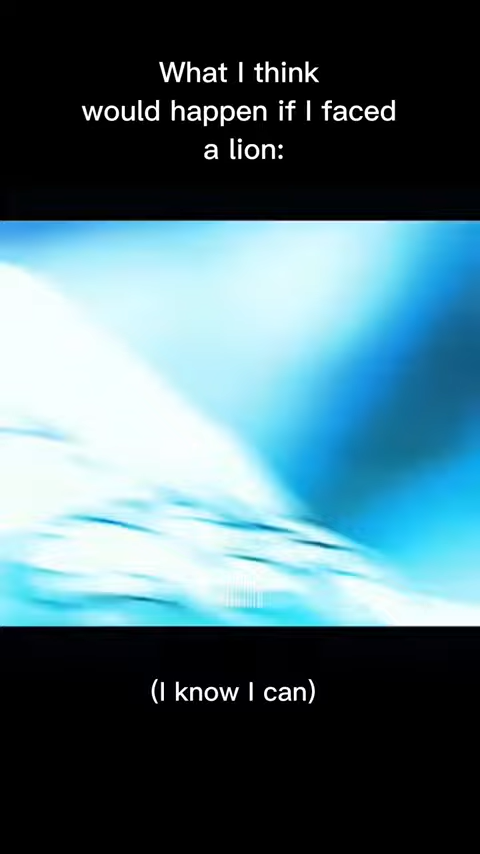 What I think
would happen if I faced
a lion:
(I know I can)